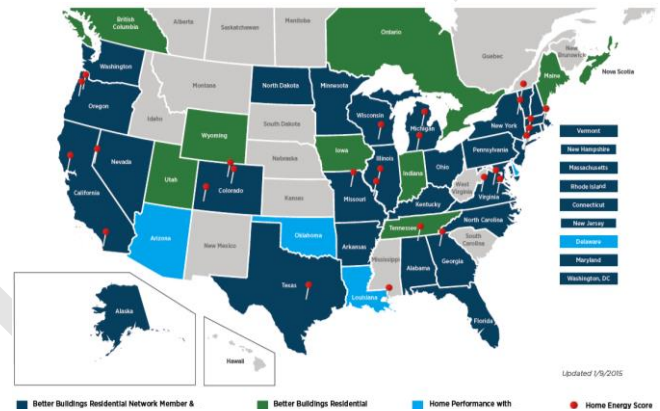 British
Columbia
Alberta
Saskatchewan
Manitoba
Ontario
Quebec
New
Brunswick
Nova Scotia
Maine
Washington
Montana
North Dakota
Minnesota
Oregon
Idaho
Wyoming
South Dakota
Wisconsin
Michigan
New York
Nevada
Utah
Colorado
Nebraska
Iowa
Illinois
Indiana
Ohio
Pennsylvania
California
Kansas
Missouri
Kentucky
West
Virginia
Virginia
Arizona
New Mexico
Oklahoma
Arkansas
Tennessee
North Carolina
South
Carolina
Texas
Louisiana
Mississippi
Alabama
Georgia
Florida
Alaska
Hawaii
Vermont
New Hampshire
Massachusetts
Rhode Island
Connecticut
New Jersey
Delaware
Maryland
Washington, DC
Updated 1/9/2015
Better Buildings Residential Network Member &
Better Buildings Residential
Home Performance with
Home Energy Score